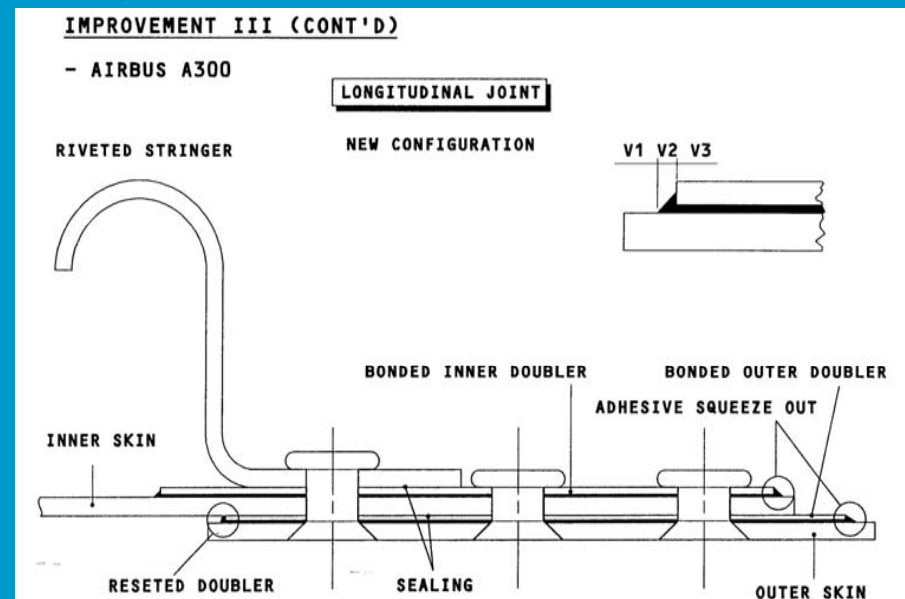 IMPROVEMENT III (CONT'D)
- AIRBUS A300
LONGITUDINAL JOINT
RIVETED STRINGER
NEW CONFIGURATION
V1 V2 V3
BONDED INNER DOUBLER
BONDED OUTER DOUBLER
ADHESIVE SQUEEZE OUT
INNER SKIN
RESETED DOUBLER
SEALING
OUTER SKIN